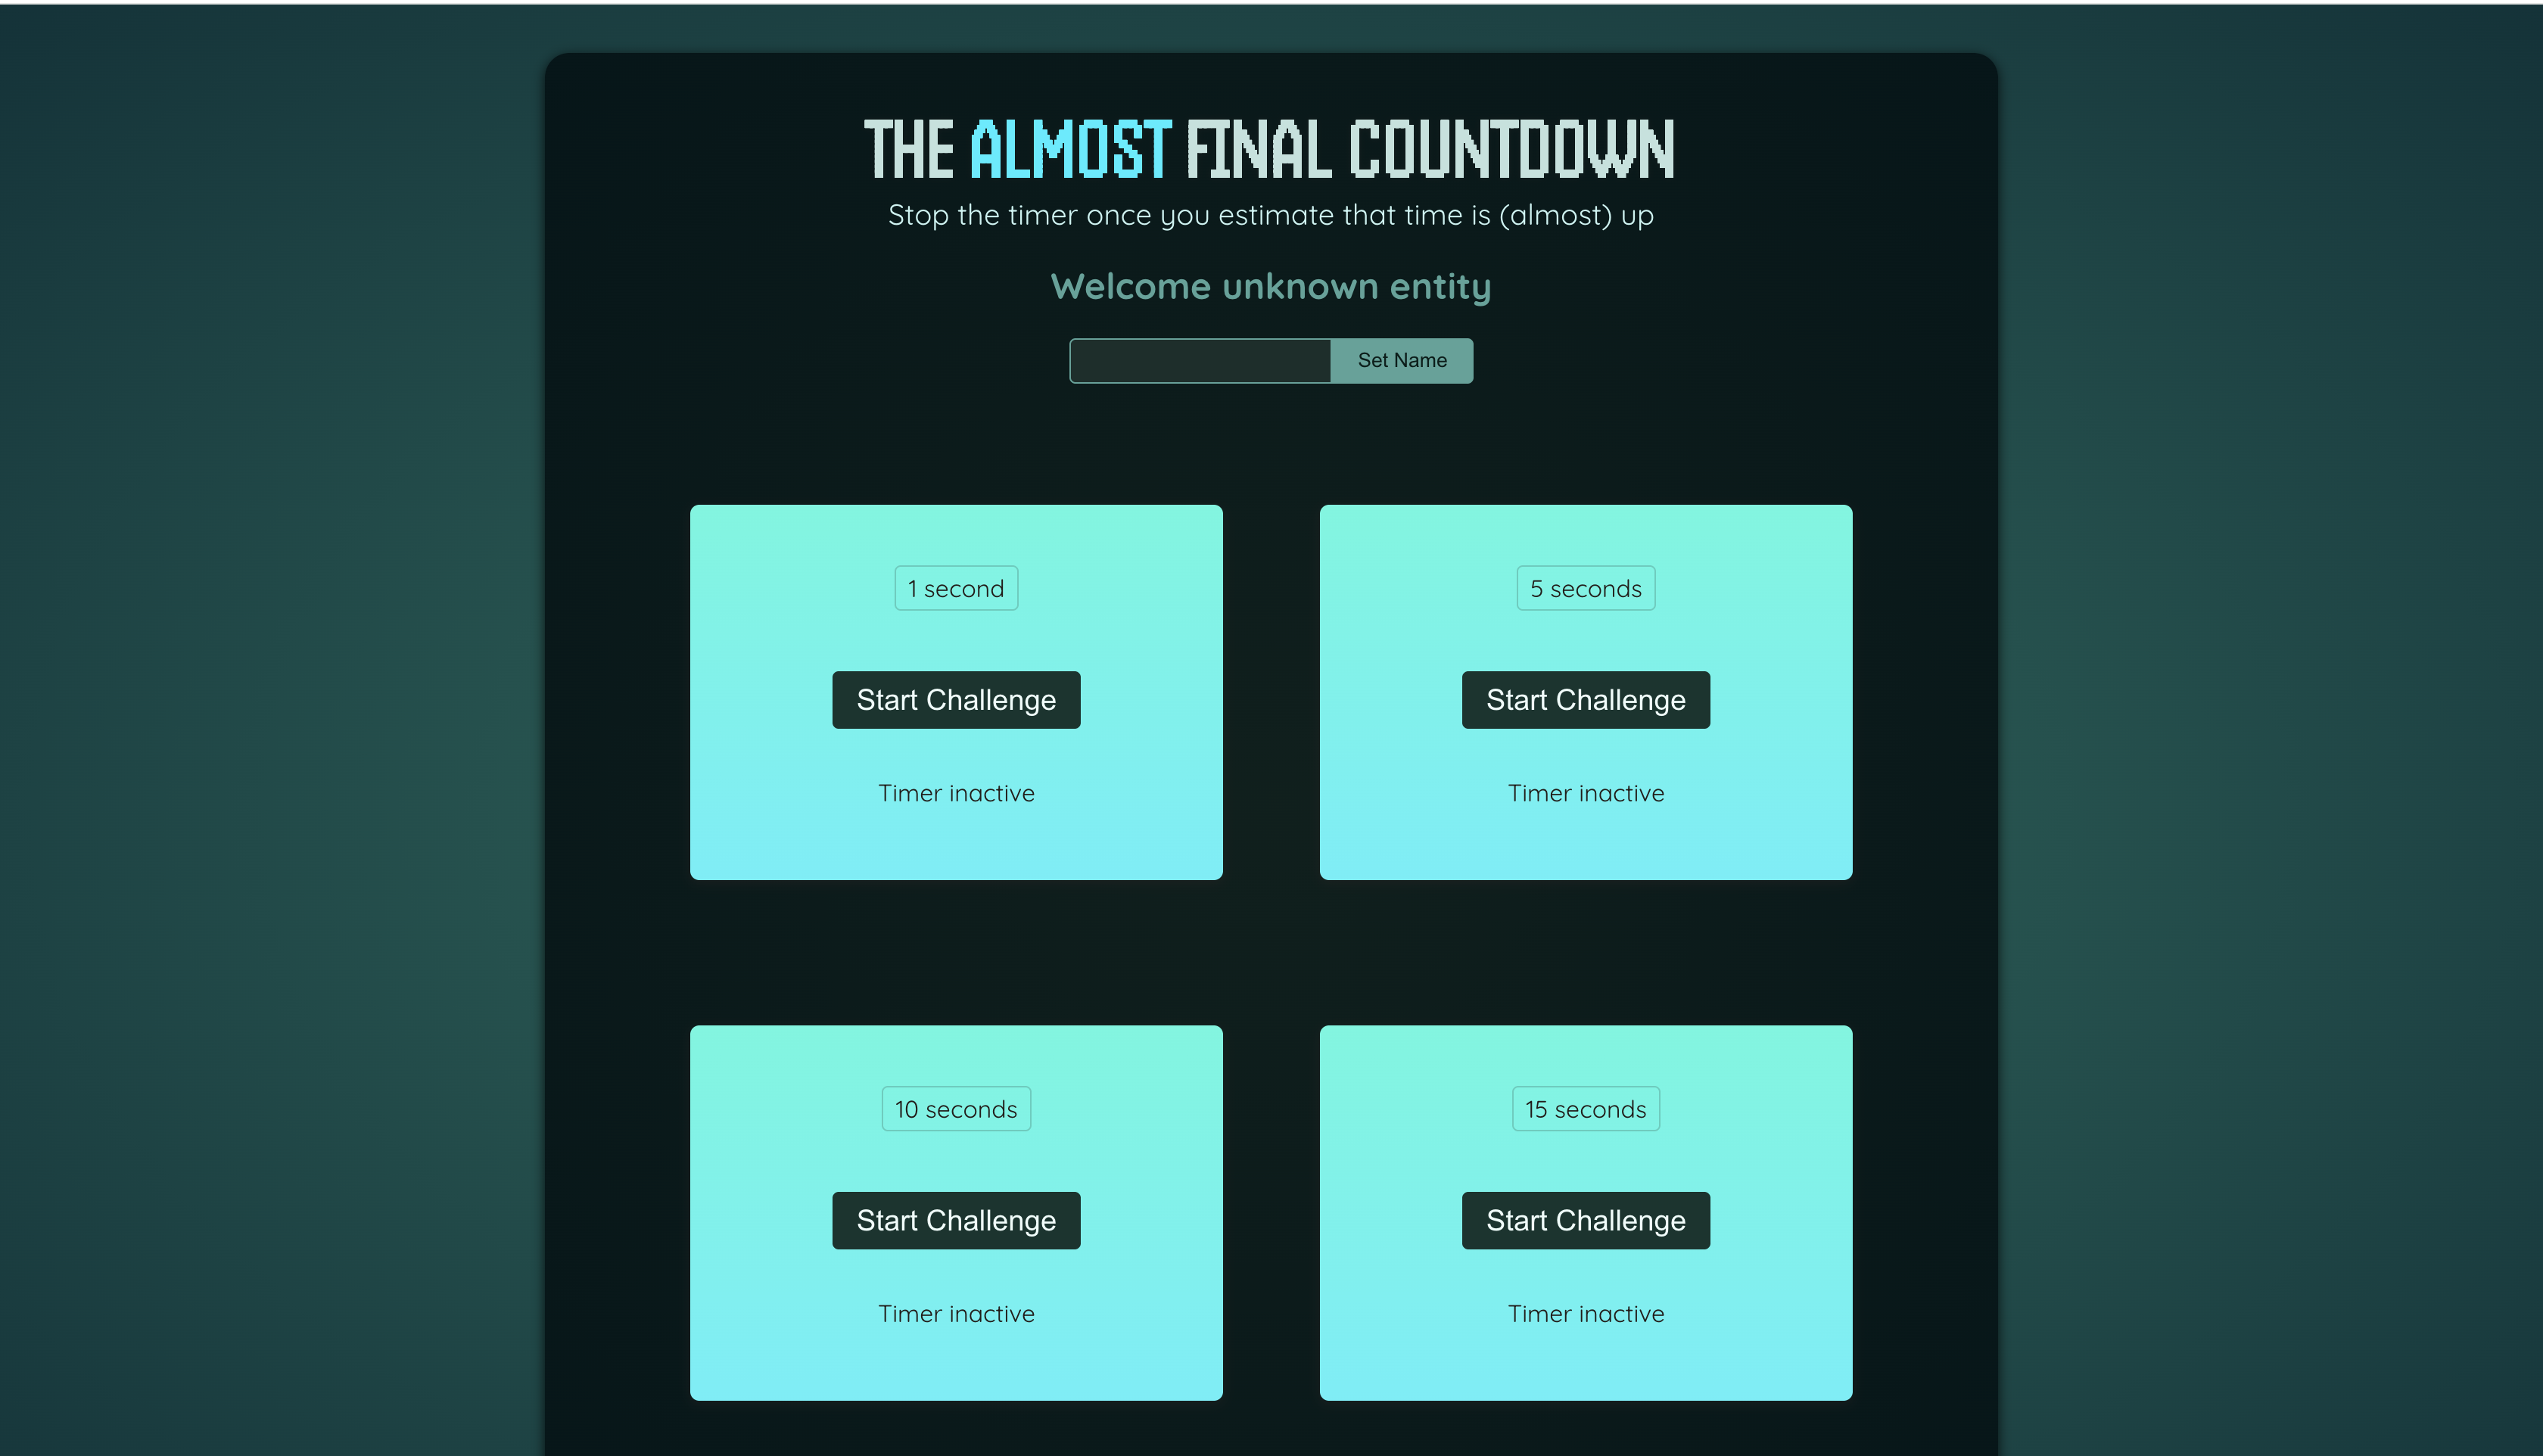 THE ALMOST FINAL COUNTDOWN
Stop the timer once you estimate that time is (almost) up
Welcome unknown entity
Set Name
1 second
Start Challenge
Timer inactive
5 seconds
Start Challenge
Timer inactive
10 seconds
Start Challenge
Timer inactive
15 seconds
Start Challenge
Timer inactive